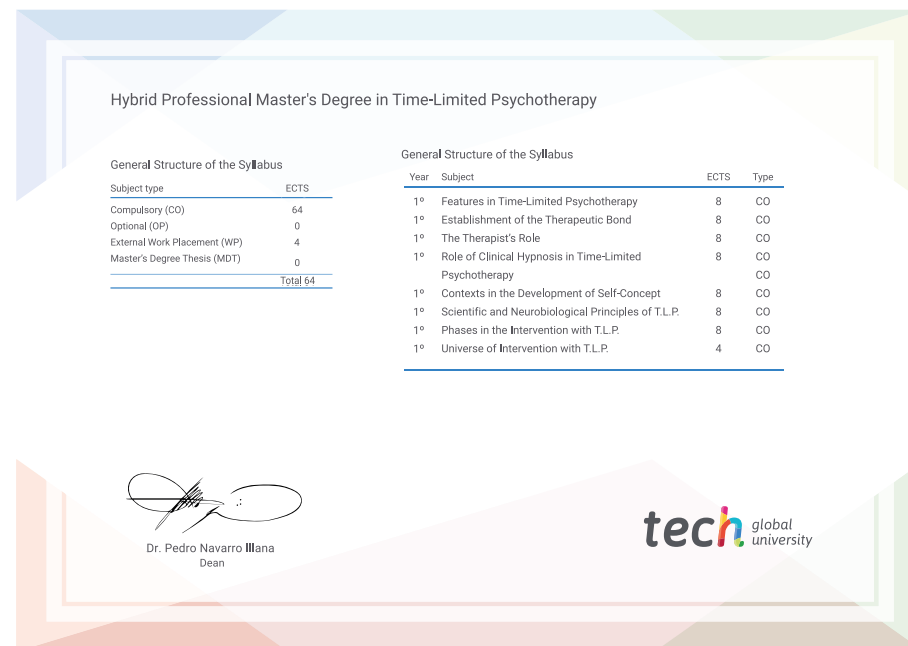 Hybrid Professional Master's Degree in Time-Limited Psychotherapy
General Structure of the Syllabus
Subject type ECTS
Compulsory (CO) 64
Optional (OP) 0
External Work Placement (WP) 4
Master's Degree Thesis (MDT) 0
Total 64
General Structure of the Syllabus
Year Subject ECTS Type
1º Features in Time-Limited Psychotherapy 8 CO
1º Establishment of the Therapeutic Bond 8 CO
1º The Therapist's Role 8 CO
1º Role of Clinical Hypnosis in Time-Limited 8 CO
Psychotherapy CO
1º Contexts in the Development of Self-Concept 8 CO
1º Scientific and Neurobiological Principles of T.L.P. 8 CO
1º Phases in the Intervention with T.L.P. 8 CO
1º Universe of Intervention with T.L.P. 4 CO
Dr. Pedro Navarro Illana
Dean
tech global
university